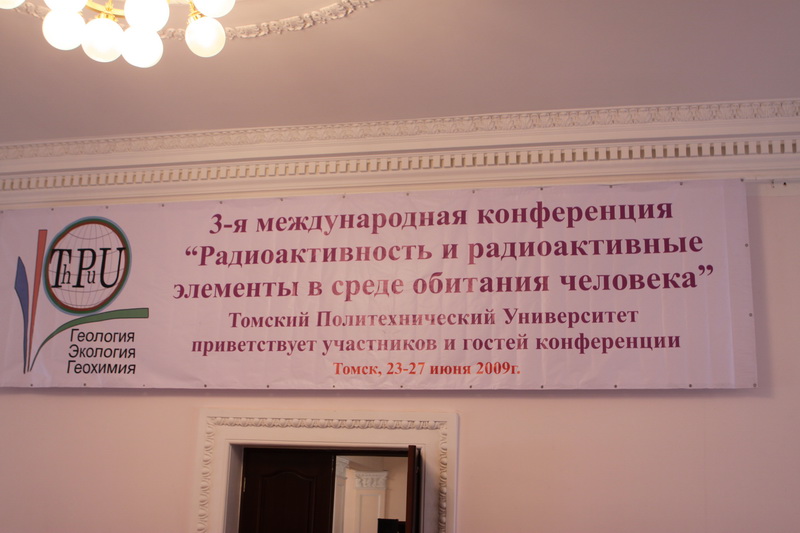 ThPuU
Геология
Экология
Геохимия
3-я международная конференция
“Радиоактивность и радиоактивные
элементы в среде обитания человека”
Томский Политехнический Университет
приветствует участников и гостей конференции
Томск, 23-27 июня 2009г.